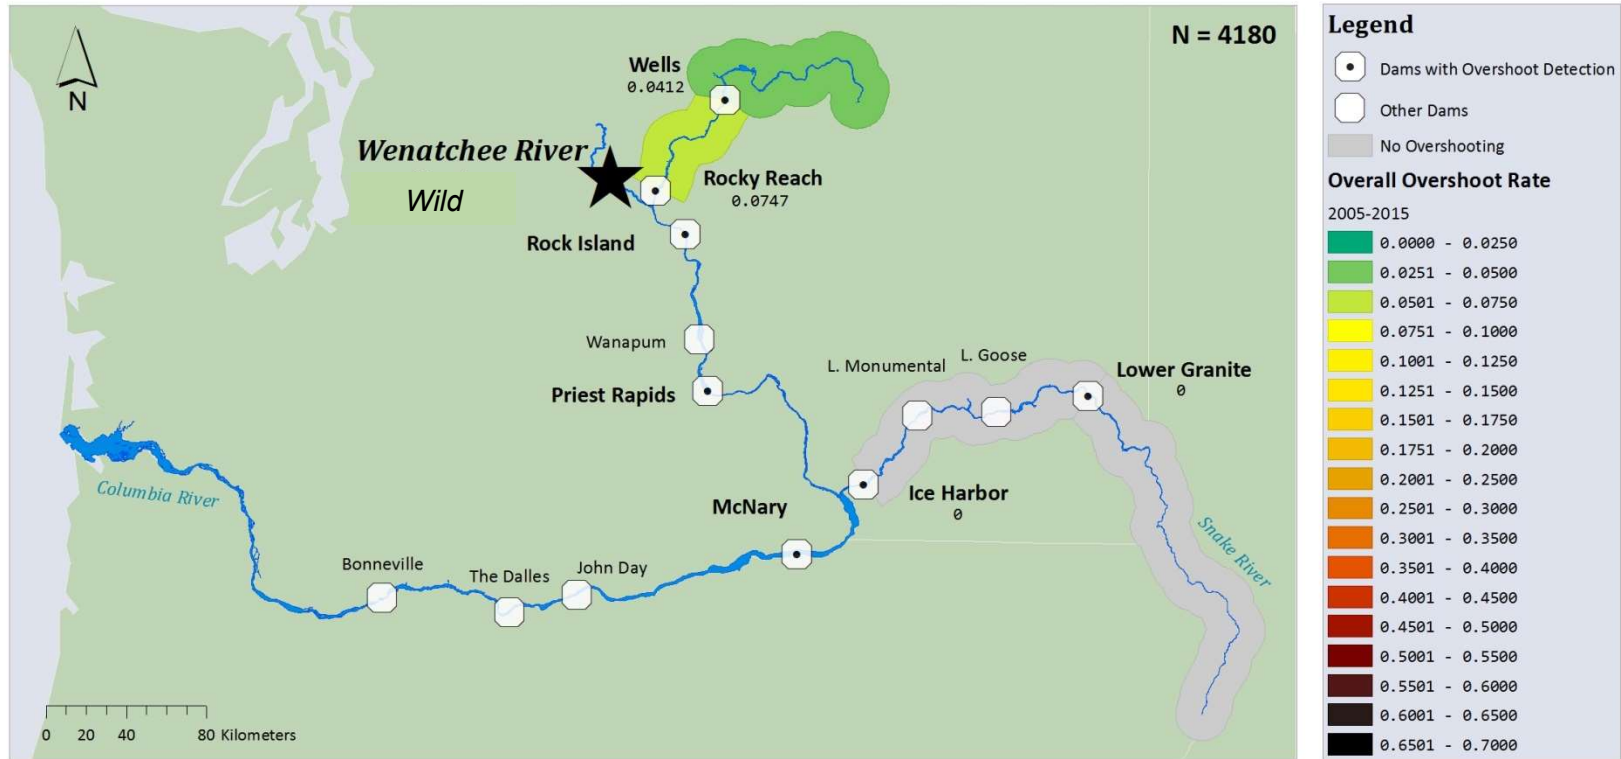 N = 4180
N
Wells
0.0412
Wenatchee River
Wild
Rocky Reach
0.0747
Rock Island
Wanapum
Priest Rapids
L. Monumental
L. Goose
Lower Granite
0
Ice Harbor
0
McNary
Columbia River
Snake River
Bonneville
The Dalles
John Day
0 20 40 80 Kilometers
Legend
Dams with Overshoot Detection
Other Dams
No Overshooting
Overall Overshoot Rate
2005-2015
0.0000 - 0.0250
0.0251 - 0.0500
0.0501 - 0.0750
0.0751 - 0.1000
0.1001 - 0.1250
0.1251 - 0.1500
0.1501 - 0.1750
0.1751 - 0.2000
0.2001 - 0.2500
0.2501 - 0.3000
0.3001 - 0.3500
0.3501 - 0.4000
0.4001 - 0.4500
0.4501 - 0.5000
0.5001 - 0.5500
0.5501 - 0.6000
0.6001 - 0.6500
0.6501 - 0.7000